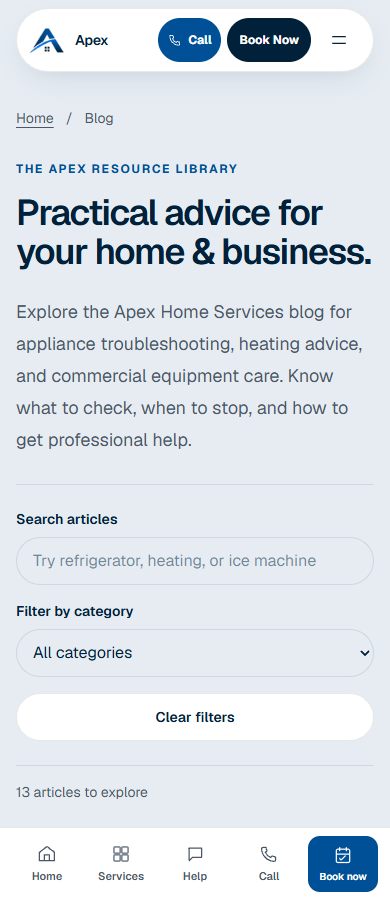 Apex
Call
Book Now
Home / Blog
THE APEX RESOURCE LIBRARY
Practical advice for
your home & business.
Explore the Apex Home Services blog for
appliance troubleshooting, heating advice,
and commercial equipment care. Know
what to check, when to stop, and how to
get professional help.
Search articles
Try refrigerator, heating, or ice machine
Filter by category
All categories
Clear filters
13 articles to explore
Home
Services
Help
Call
Book now